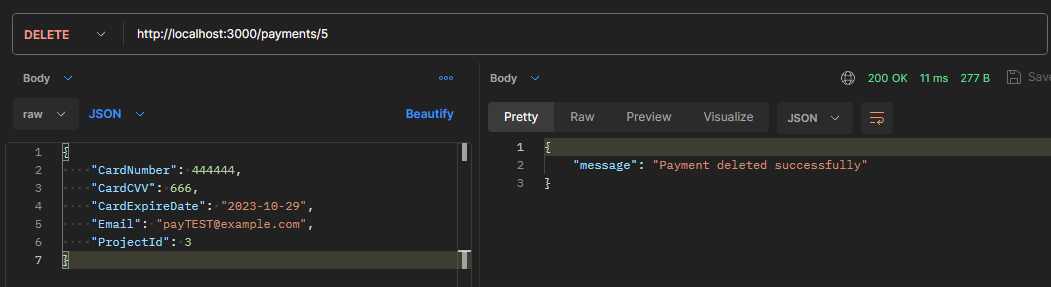 DELETE http://localhost:3000/payments/5
Body
raw JSON Beautify
1 {
2 "CardNumber": 444444,
3 "CardCVV": 666,
4 "CardExpireDate": "2023-10-29",
5 "Email": "payTEST@example.com",
6 "ProjectId": 3
7 }
Body 200 OK 11 ms 277 B Save
Pretty Raw Preview Visualize JSON
1 {
2 "message": "Payment deleted successfully"
3 }